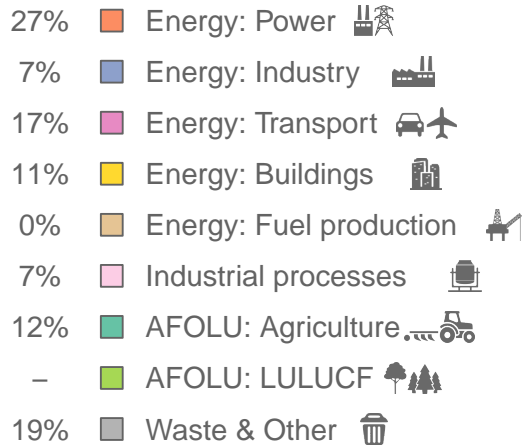 27% Energy: Power
7% Energy: Industry
17% Energy: Transport
11% Energy: Buildings
0% Energy: Fuel production
7% Industrial processes
12% AFOLU: Agriculture
– AFOLU: LULUCF
19% Waste & Other